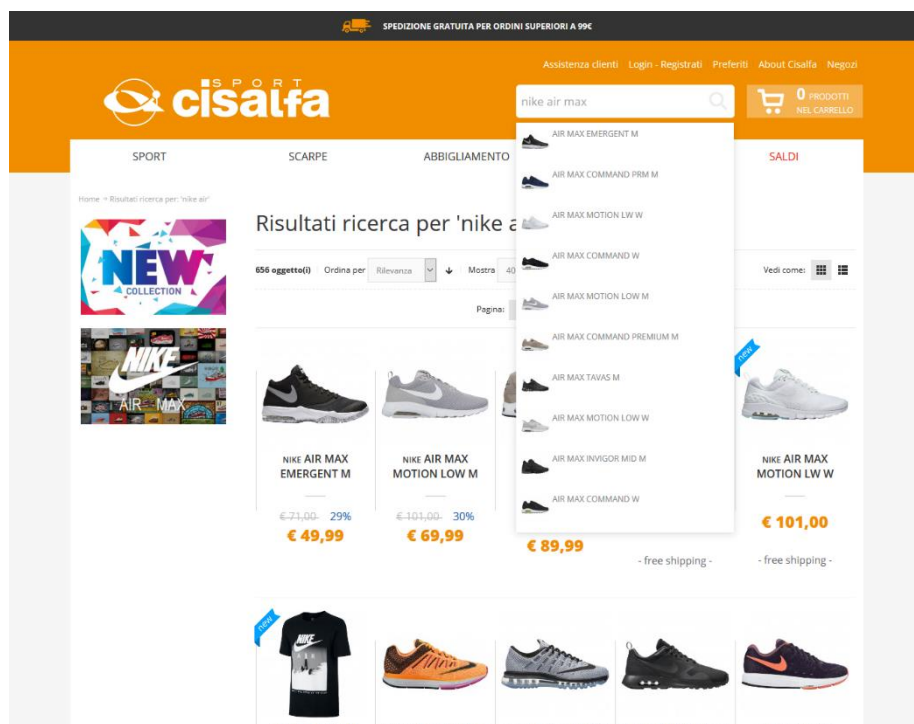 SPEDIZIONE GRATUITA PER ORDINI SUPERIORI A 99€
Assistenza clienti Login - Registrati Preferiti About Cisalfa Negozi
SPORT
cisalfa
nike air max
0 PRODOTTI
NEL CARRELLO
SPORT SCARPE ABBIGLIAMENTO SALDI
AIR MAX EMERGENT M
AIR MAX COMMAND PRM M
AIR MAX MOTION LW W
AIR MAX COMMAND W
AIR MAX MOTION LOW M
AIR MAX COMMAND PREMIUM M
AIR MAX TAVAS M
AIR MAX MOTION LOW W
AIR MAX INVIGOR MID M
AIR MAX COMMAND W
Home → Risultati ricerca per: 'nike air'
NEW
COLLECTION
NIKE
AIR MAX
Risultati ricerca per 'nike a
656 oggetto(i) Ordina per Rilevanza Mostra 40
Vedi come:
Pagina:
new
NIKE AIR MAX
EMERGENT M
€ 71,00 29%
€ 49,99
NIKE AIR MAX
MOTION LOW M
€ 101,00 30%
€ 69,99
€ 89,99
- free shipping -
NIKE AIR MAX
MOTION LW W
€ 101,00
- free shipping -
new
NIKE